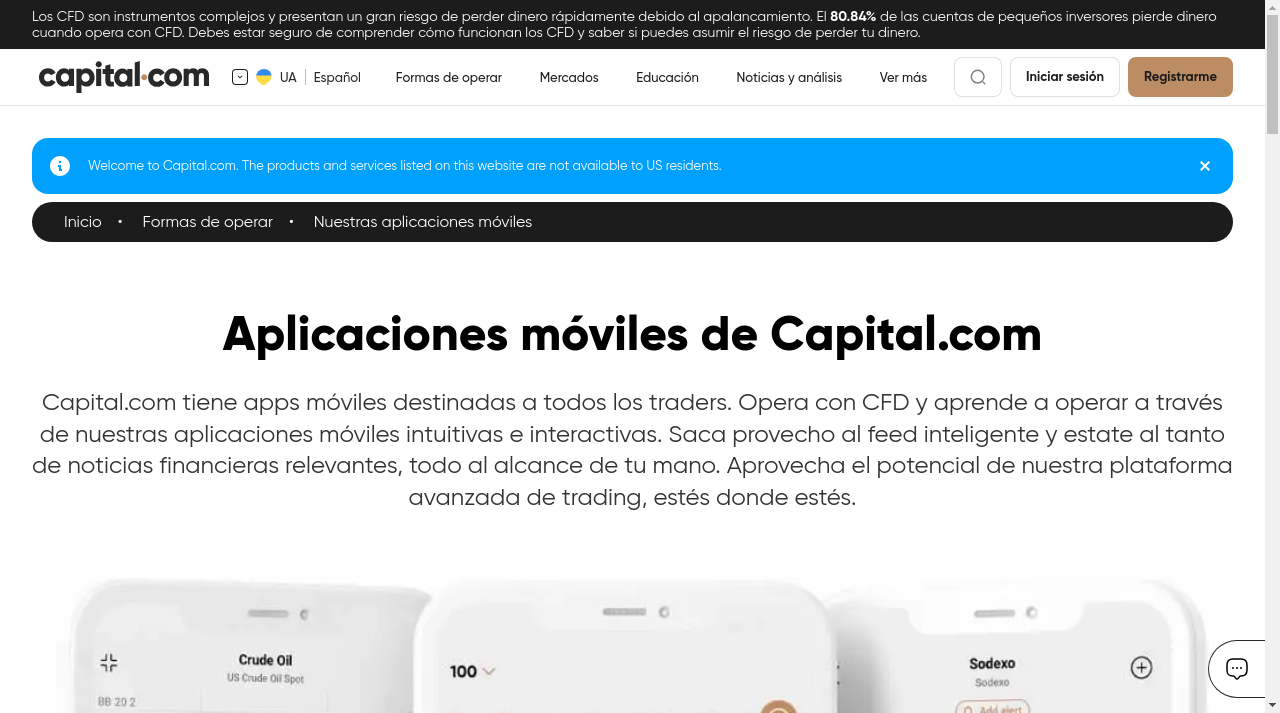 Los CFD son instrumentos complejos y presentan un gran riesgo de perder dinero rápidamente debido al apalancamiento. El 80.84% de las cuentas de pequeños inversores pierde dinero
cuando opera con CFD. Debes estar seguro de comprender cómo funcionan los CFD y saber si puedes asumir el riesgo de perder tu dinero.
capital.com UA Español Formas de operar Mercados Educación Noticias y análisis Ver más Iniciar sesión Registrarme
Welcome to Capital.com. The products and services listed on this website are not available to US residents.
Inicio • Formas de operar • Nuestras aplicaciones móviles
Aplicaciones móviles de Capital.com
Capital.com tiene apps móviles destinadas a todos los traders. Opera con CFD y aprende a operar a través
de nuestras aplicaciones móviles intuitivas e interactivas. Saca provecho al feed inteligente y estate al tanto
de noticias financieras relevantes, todo al alcance de tu mano. Aprovecha el potencial de nuestra plataforma
avanzada de trading, estés donde estés.
Crude Oil
US Crude Oil Spot
BB 20 2
100
Sodexo
Sodexo
Add alert